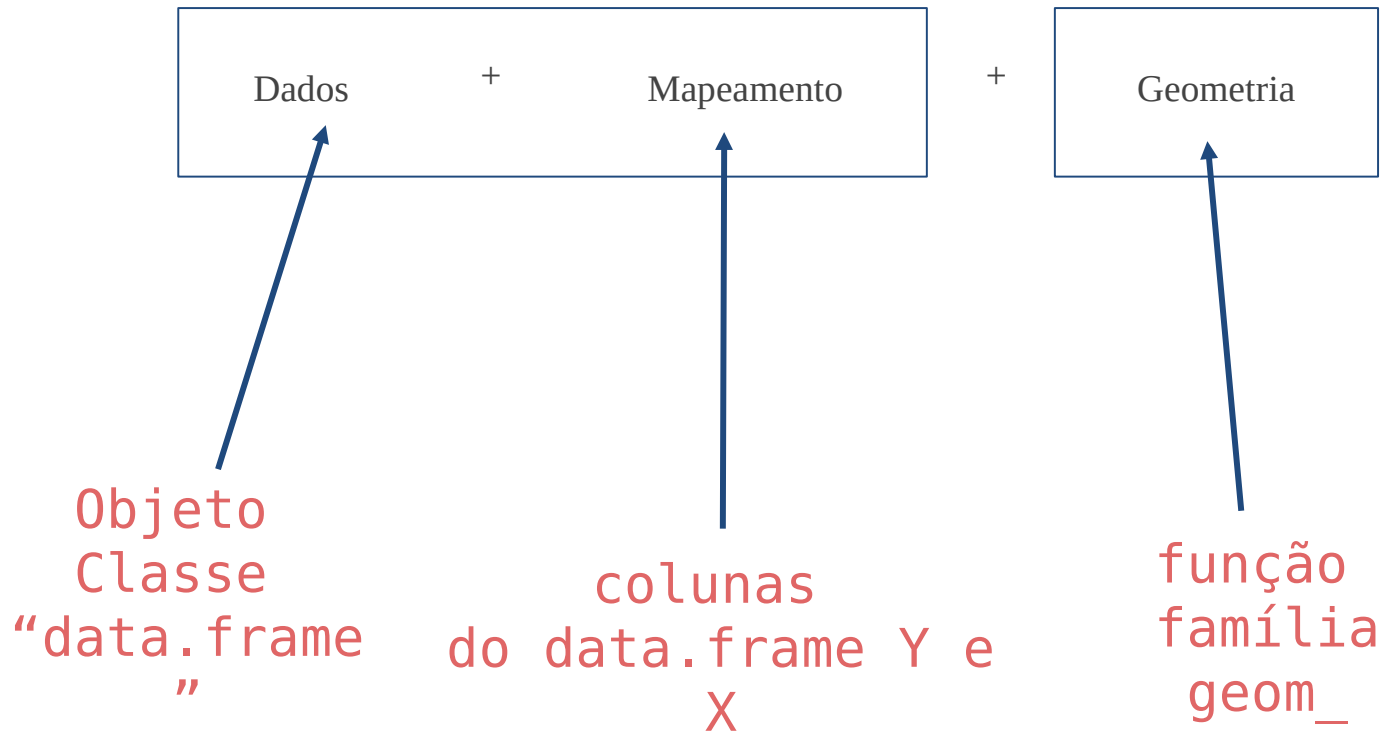 Dados + Mapeamento + Geometria
Objeto
Classe
“data.frame
”
colunas
do data.frame Y e
X
função
família
geom_